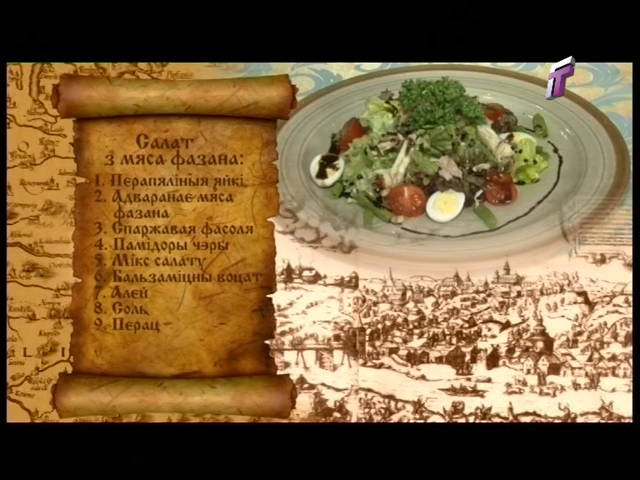 Салат
з мяса фазана:
1. Перапяліныя яйкі
2. Адваранае мяса
фазана
3. Спаржавая фасоля
4. Памідоры чэры
5. Мікс салату
6. Бальзаміцны воцат
7. Алей
8. Соль
9. Перац